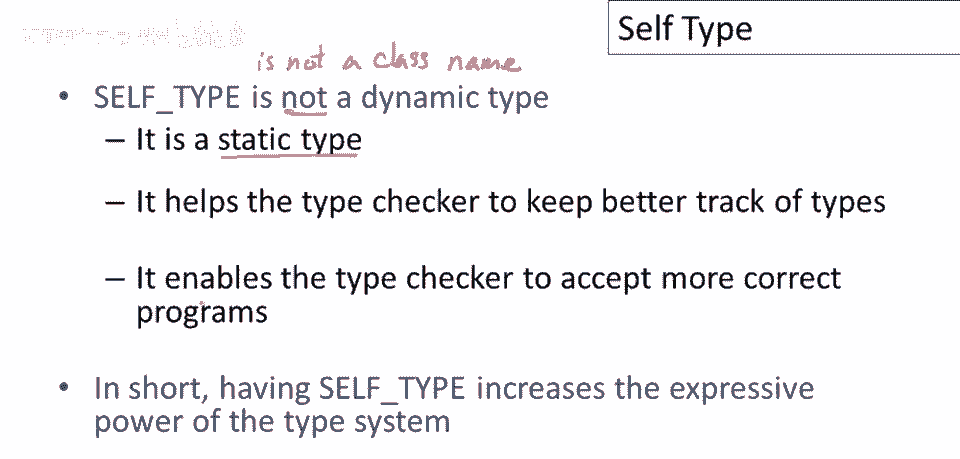 Self Type
is not a class name
• SELF_TYPE is not a dynamic type
– It is a static type
– It helps the type checker to keep better track of types
– It enables the type checker to accept more correct
programs
• In short, having SELF_TYPE increases the expressive
power of the type system